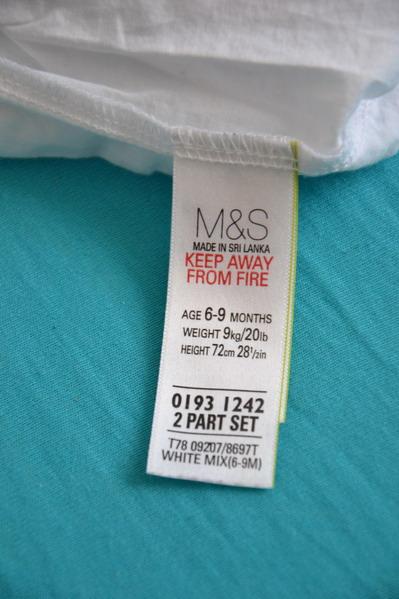 M&S
MADE IN SRI LANKA
KEEP AWAY
FROM FIRE
AGE 6-9 MONTHS
WEIGHT 9kg/20lb
HEIGHT 72cm 28½in
0193 1242
2 PART SET
T78 09207/8697T
WHITE MIX(6-9M)